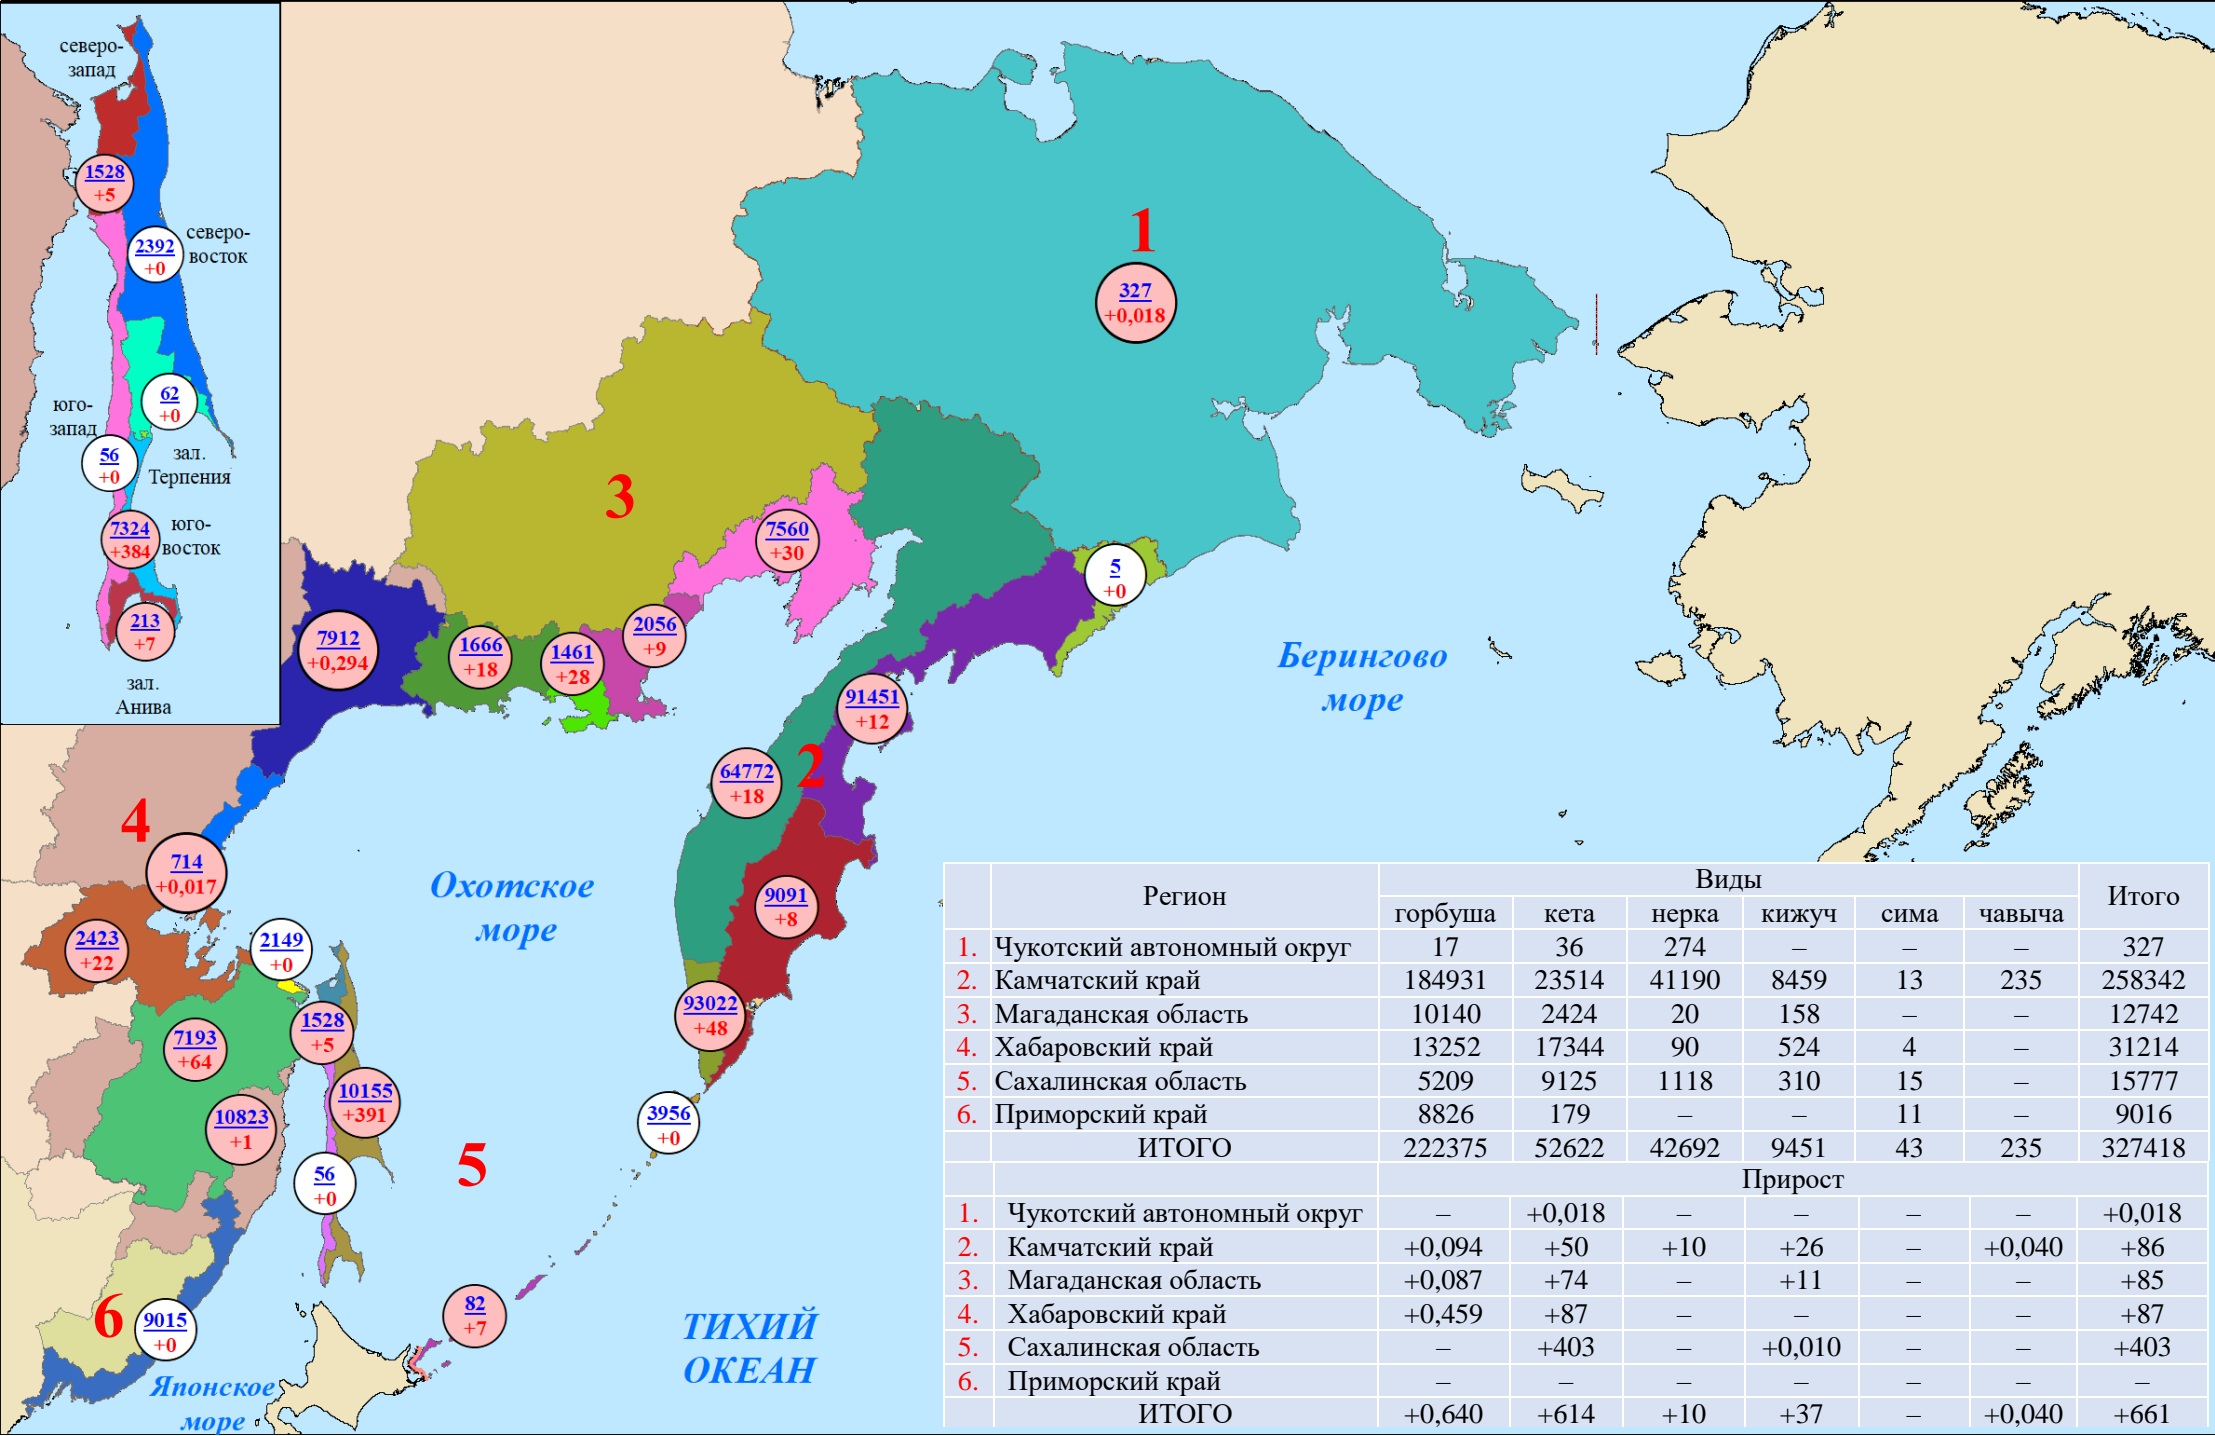 северо-
запад
1528
+5
северо-
восток
2392
+0
62
+0
юго-
запад
56
+0
зал.
Терпения
7324
+384
юго-
восток
213
+7
зал.
Анива
1
327
+0,018
3
7560
+30
5
+0
7912
+0,294
1666
+18
1461
+28
2056
+9
Берингово
море
91451
+12
2
64772
+18
4
714
+0,017
Охотское
море
9091
+8
2423
+22
2149
+0
93022
+48
1528
+5
7193
+64
10155
+391
10823
+1
3956
+0
5
56
+0
82
+7
6
9015
+0
ТИХИЙ
ОКЕАН
Японское
море
Регион Виды Итого
горбуша кета нерка кижуч сима чавыча
1. Чукотский автономный округ 17 36 274 – – – 327
2. Камчатский край 184931 23514 41190 8459 13 235 258342
3. Магаданская область 10140 2424 20 158 – – 12742
4. Хабаровский край 13252 17344 90 524 4 – 31214
5. Сахалинская область 5209 9125 1118 310 15 – 15777
6. Приморский край 8826 179 – – 11 – 9016
ИТОГО 222375 52622 42692 9451 43 235 327418
Прирост
1. Чукотский автономный округ – +0,018 – – – – +0,018
2. Камчатский край +0,094 +50 +10 +26 – +0,040 +86
3. Магаданская область +0,087 +74 – +11 – – +85
4. Хабаровский край +0,459 +87 – – – – +87
5. Сахалинская область – +403 – +0,010 – – +403
6. Приморский край – – – – – – –
ИТОГО +0,640 +614 +10 +37 – +0,040 +661